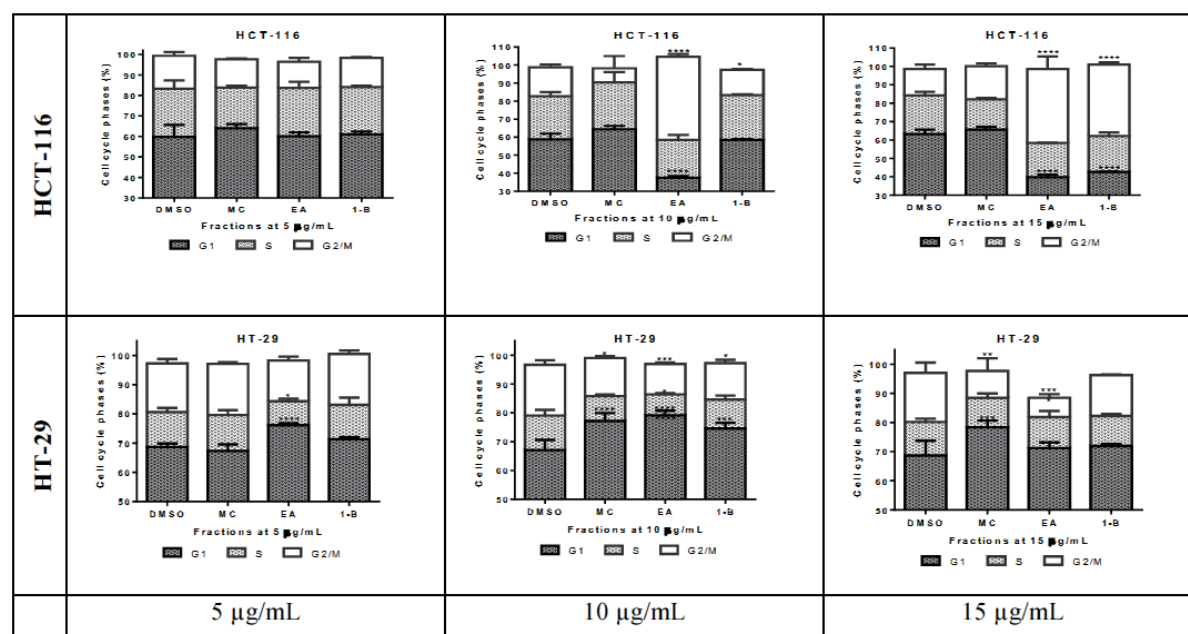 HCT-116
HCT-116
Cell cycle phases (%)
100
90
80
70
60
50
40
30
DMSO MC EA 1-B
Fractions at 5 µg/mL
G1 S G2/M
HCT-116
Cell cycle phases (%)
110
100
90
80
70
60
50
40
30
****
*
****
DMSO MC EA 1-B
Fractions at 10 µg/mL
G1 S G2/M
HCT-116
Cell cycle phases (%)
110
100
90
80
70
60
50
40
30
**** ****
**** ****
DMSO MC EA 1-B
Fractions at 15 µg/mL
G1 S G2/M
HT-29
HT-29
Cell cycle phases (%)
100
90
80
70
60
50
*
****
DMSO MC EA 1-B
Fractions at 5 µg/mL
G1 S G2/M
HT-29
Cell cycle phases (%)
100
90
80
70
60
50
* *** *
*
**** **** ***
DMSO MC EA 1-B
Fractions at 10 µg/mL
G1 S G2/M
HT-29
Cell cycle phases (%)
100
90
80
70
60
50
** ***
*
***
DMSO MC EA 1-B
Fractions at 15 µg/mL
G1 S G2/M
5 µg/mL 10 µg/mL 15 µg/mL